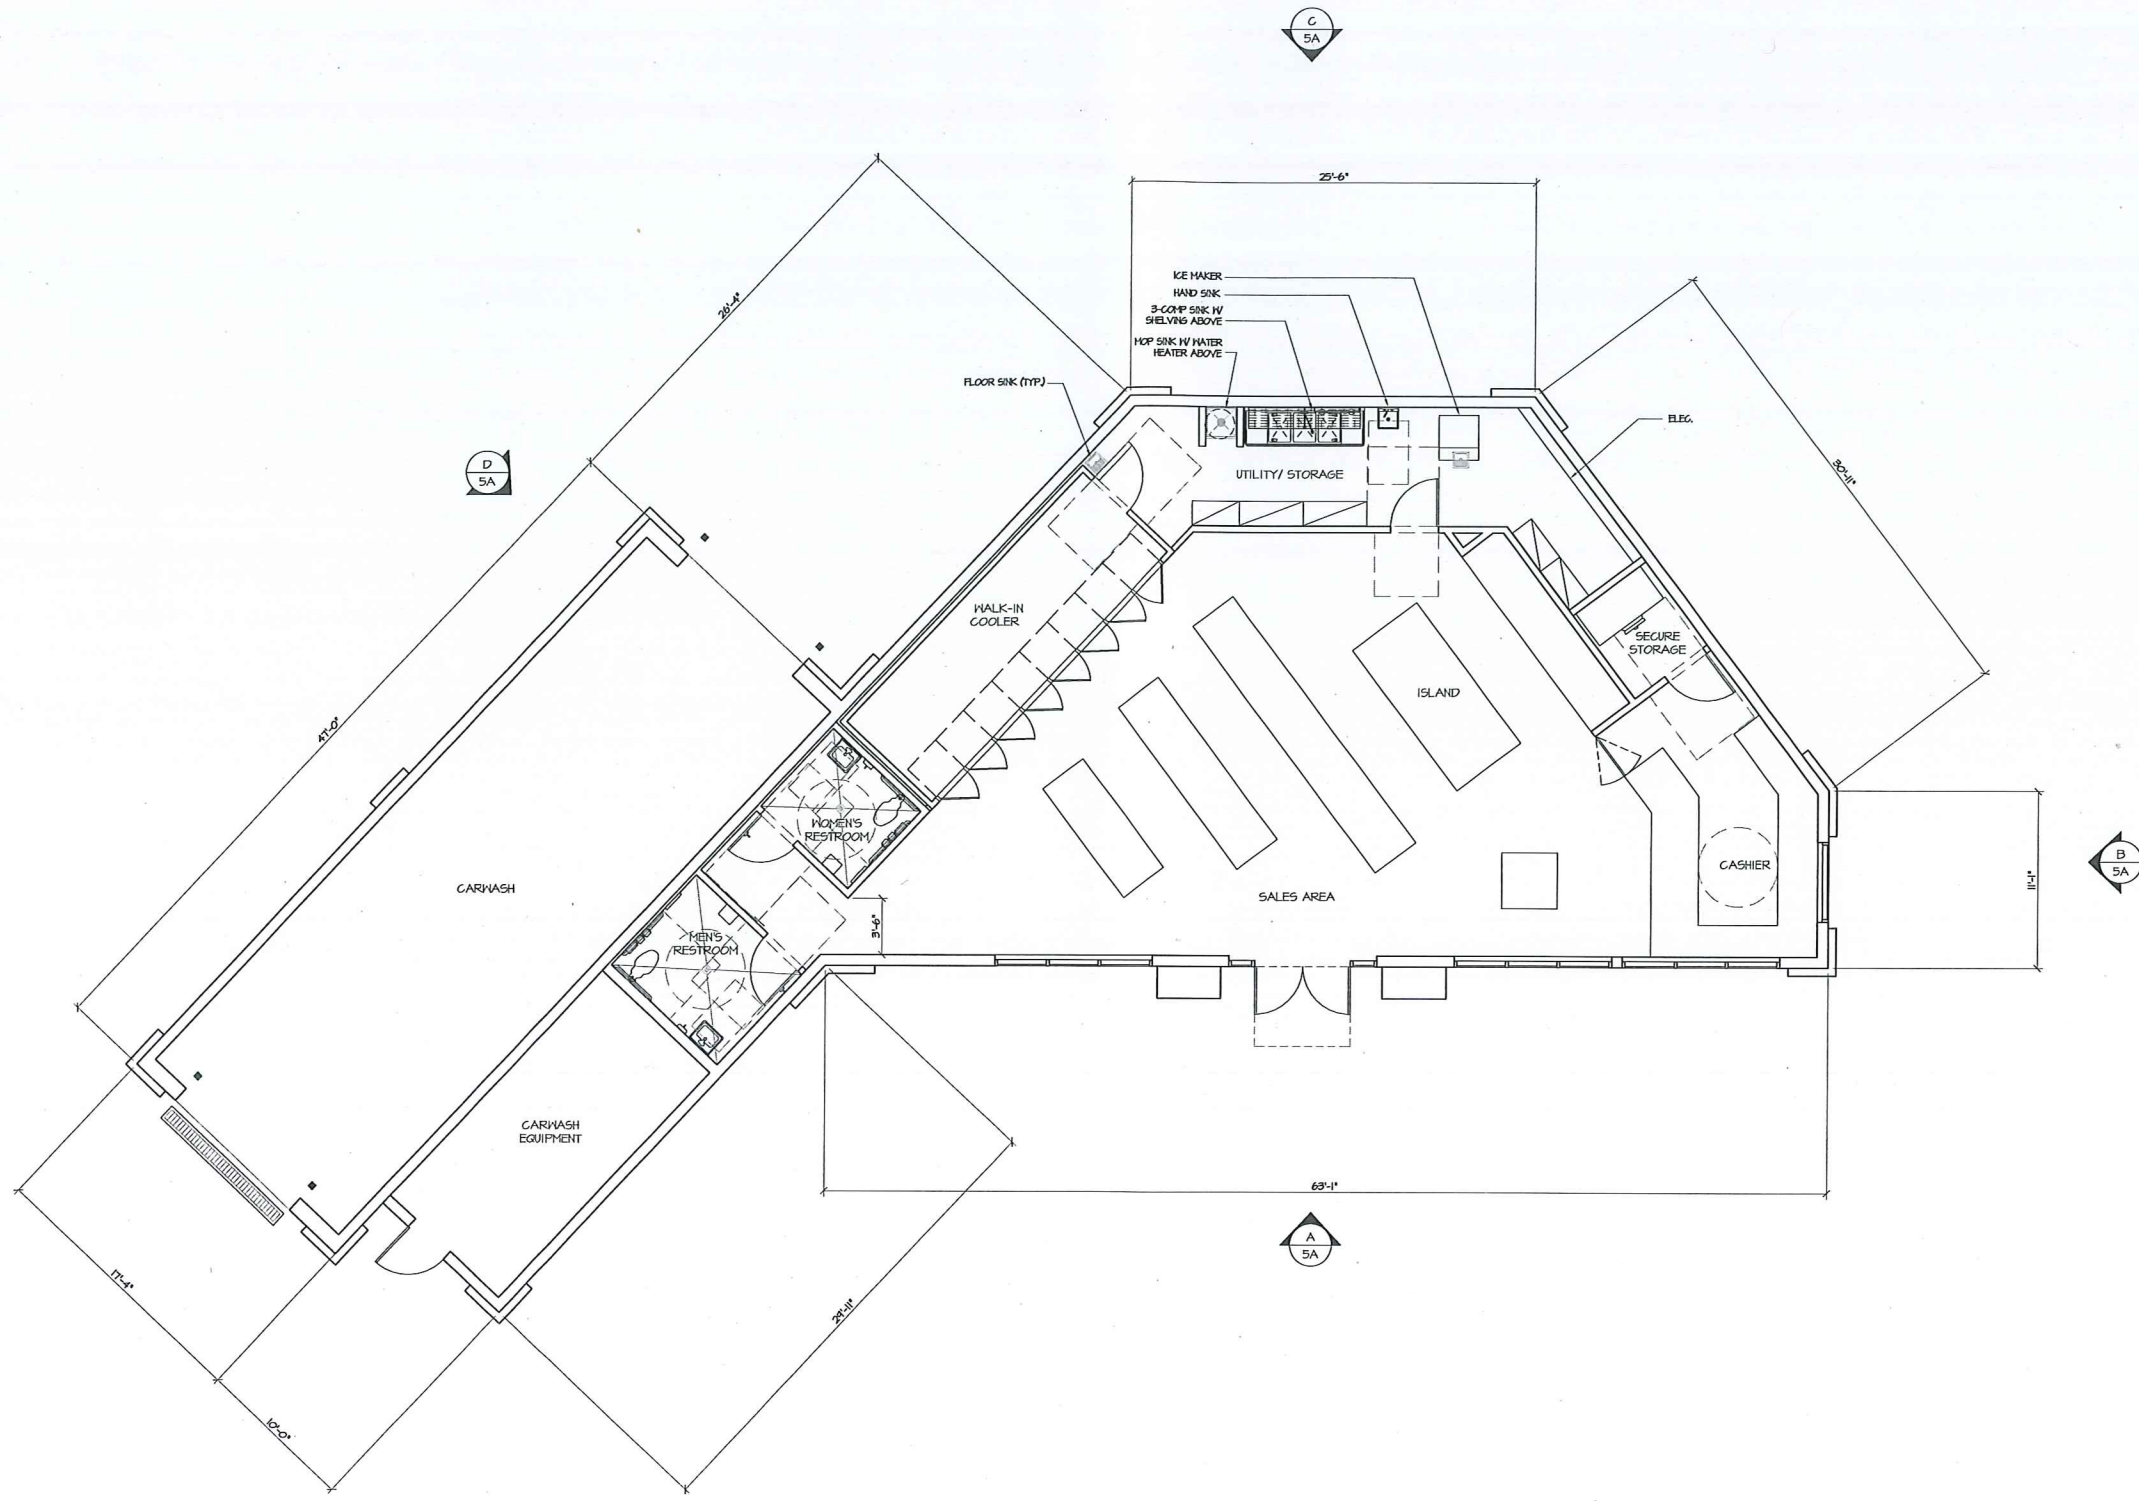 C
5A
25'-6"
26'-4"
ICE MAKER
HAND SINK
3-COMP SINK W/
SHELVING ABOVE
MOP SINK W/ WATER
HEATER ABOVE
FLOOR SINK (TYP.)
ELEC.
30'-11"
D
5A
UTILITY/ STORAGE
WALK-IN
COOLER
SECURE
STORAGE
ISLAND
47'-0"
WOMEN'S
RESTROOM
CARWASH
CASHIER
SALES AREA
B
5A
11'-1"
3'-6"
MEN'S
RESTROOM
CARWASH
EQUIPMENT
63'-1"
A
5A
17'-4"
29'-11"
10'-0"